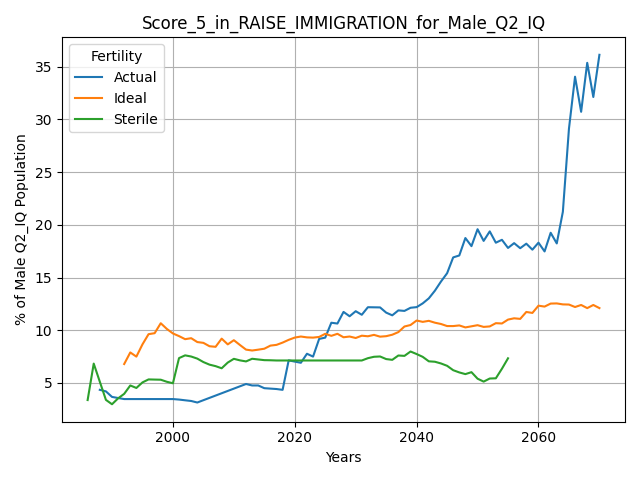 Score_5_in_RAISE_IMMIGRATION_for_Male_Q2_IQ
% of Male Q2_IQ Population
35
30
25
20
15
10
5
Fertility
Actual
Ideal
Sterile
2000 2020 2040 2060
Years